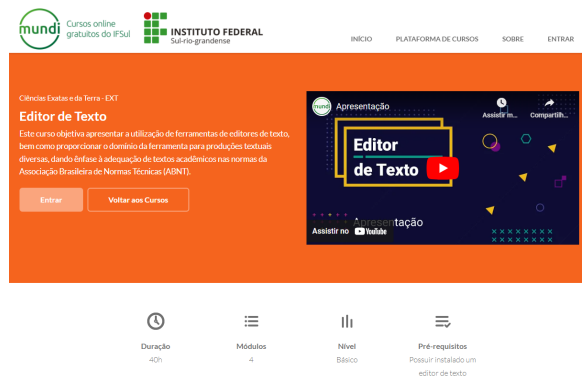 mundi
Cursos online
gratuitos do IFSul
INSTITUTO FEDERAL
Sul-rio-grandense
INÍCIO PLATAFORMA DE CURSOS SOBRE ENTRAR
Ciências Exatas e da Terra - EXT
Editor de Texto
Este curso objetiva apresentar a utilização de ferramentas de editores de texto,
bem como proporcionar o domínio da ferramenta para produções textuais
diversas, dando ênfase à adequação de textos acadêmicos nas normas da
Associação Brasileira de Normas Técnicas (ABNT).
Entrar Voltar aos Cursos
mundi Apresentação
Assistir m... Compartilh...
Editor
de Texto
Apresentação
Assistir no YouTube
Duração Módulos Nível Pré-requisitos
40h 4 Básico Possuir instalado um
editor de texto